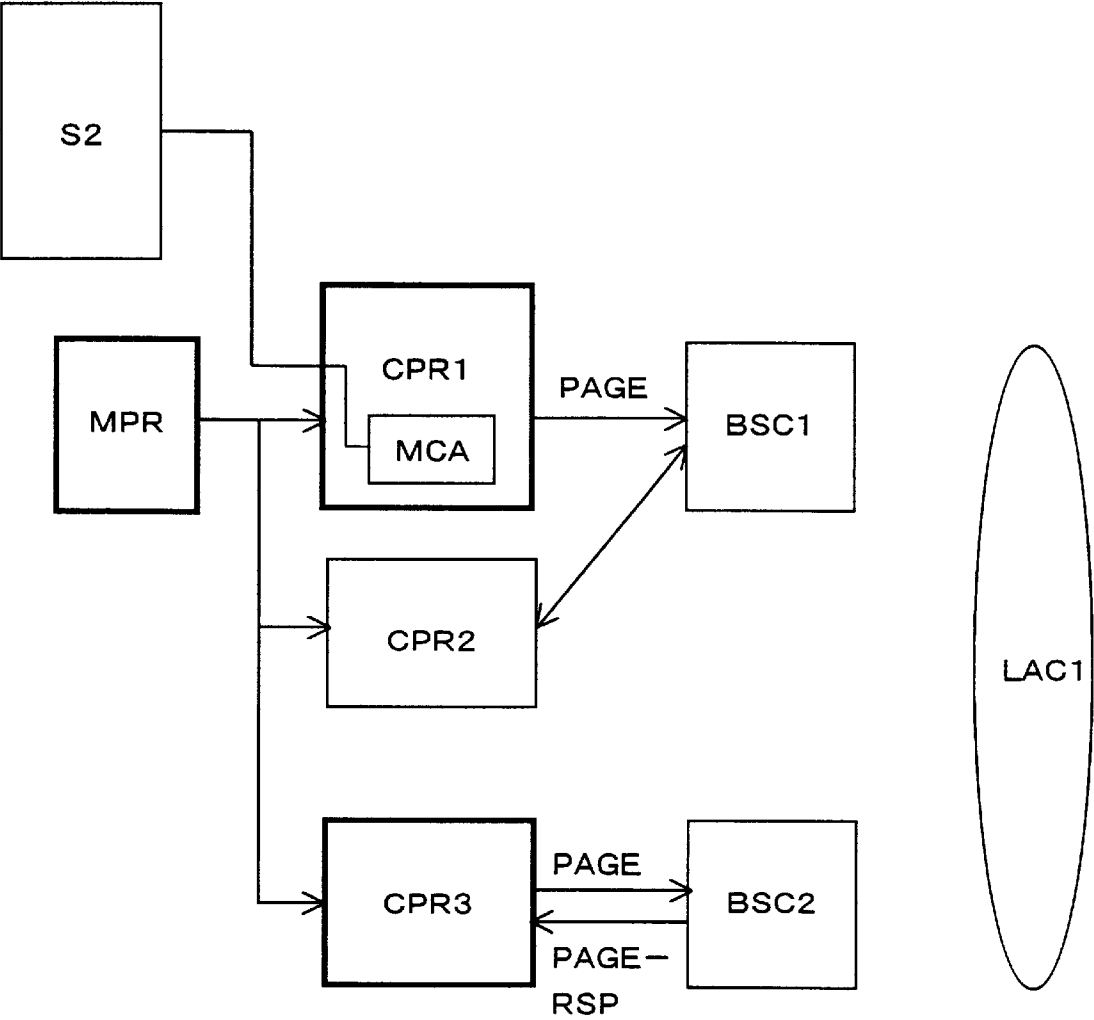 S2
CPR1
PAGE
MPR
MCA
BSC1
CPR2
LAC1
PAGE
CPR3
BSC2
PAGE-
RSP